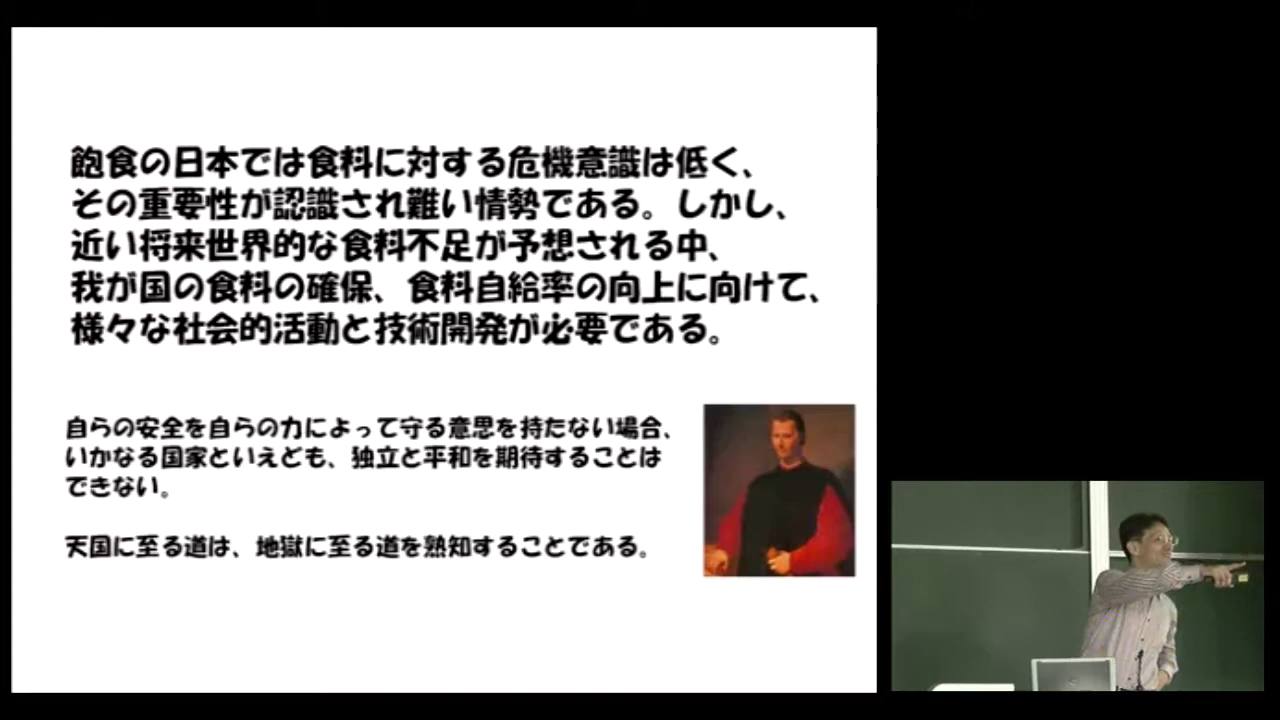 飽食の日本では食料に対する危機意識は低く、
その重要性が認識され難い情勢である。しかし、
近い将来世界的な食料不足が予想される中、
我が国の食料の確保、食料自給率の向上に向けて、
様々な社会的活動と技術開発が必要である。
自らの安全を自らの力によって守る意思を持たない場合、
いかなる国家といえども、独立と平和を期待することは
できない。
天国に至る道は、地獄に至る道を熟知することである。